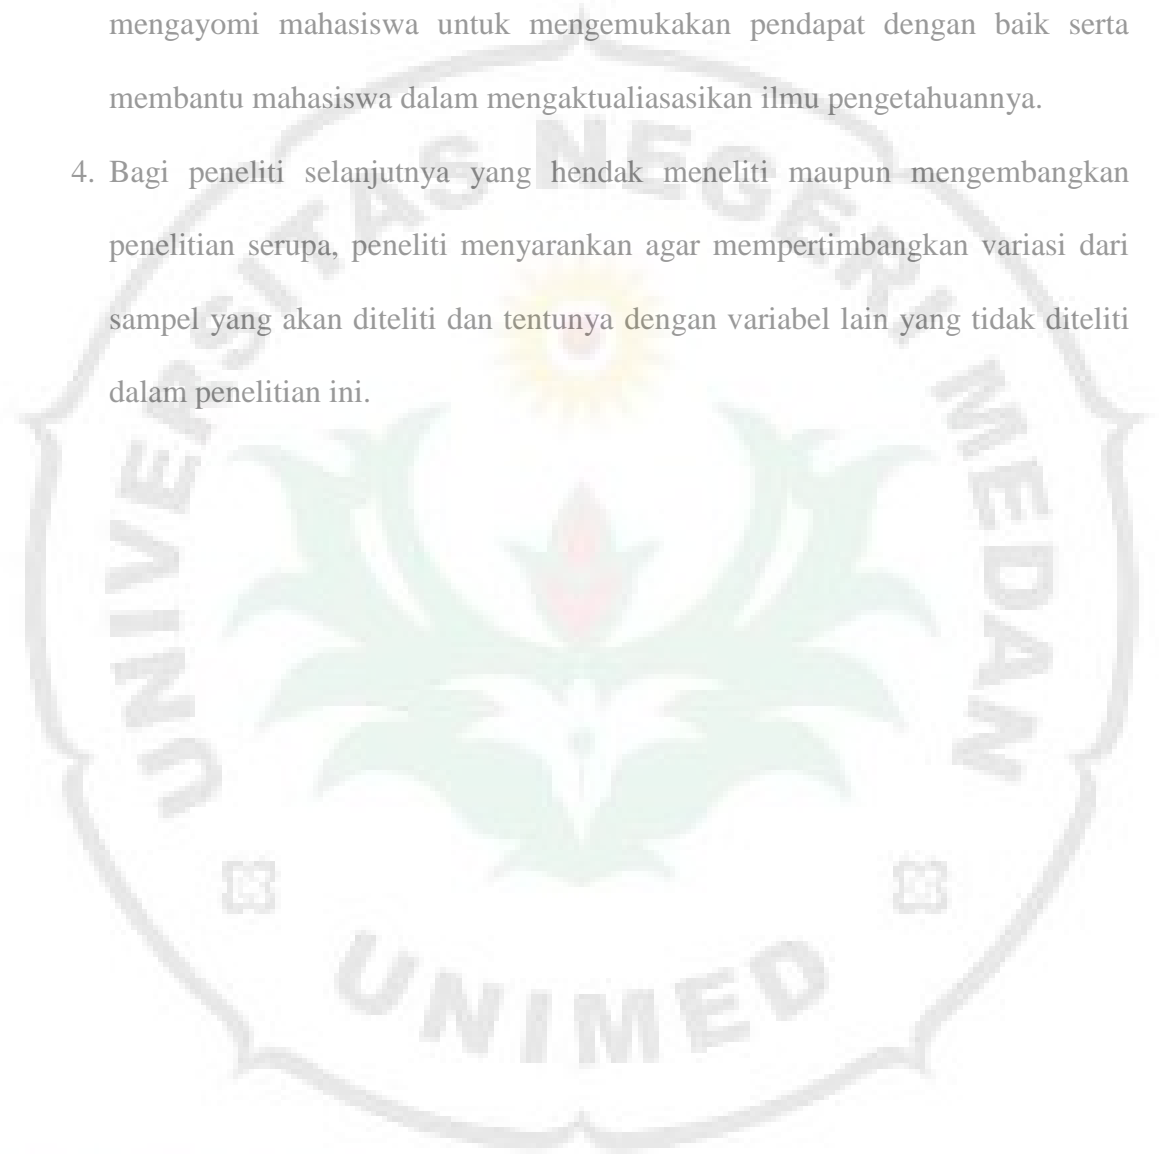 mengayomi mahasiswa untuk mengemukakan pendapat dengan baik serta
membantu mahasiswa dalam mengaktualiasasikan ilmu pengetahuannya.
4. Bagi peneliti selanjutnya yang hendak meneliti maupun mengembangkan
penelitian serupa, peneliti menyarankan agar mempertimbangkan variasi dari
sampel yang akan diteliti dan tentunya dengan variabel lain yang tidak diteliti
dalam penelitian ini.
UNIVERSITAS NEGERI MEDAN
UNIMED